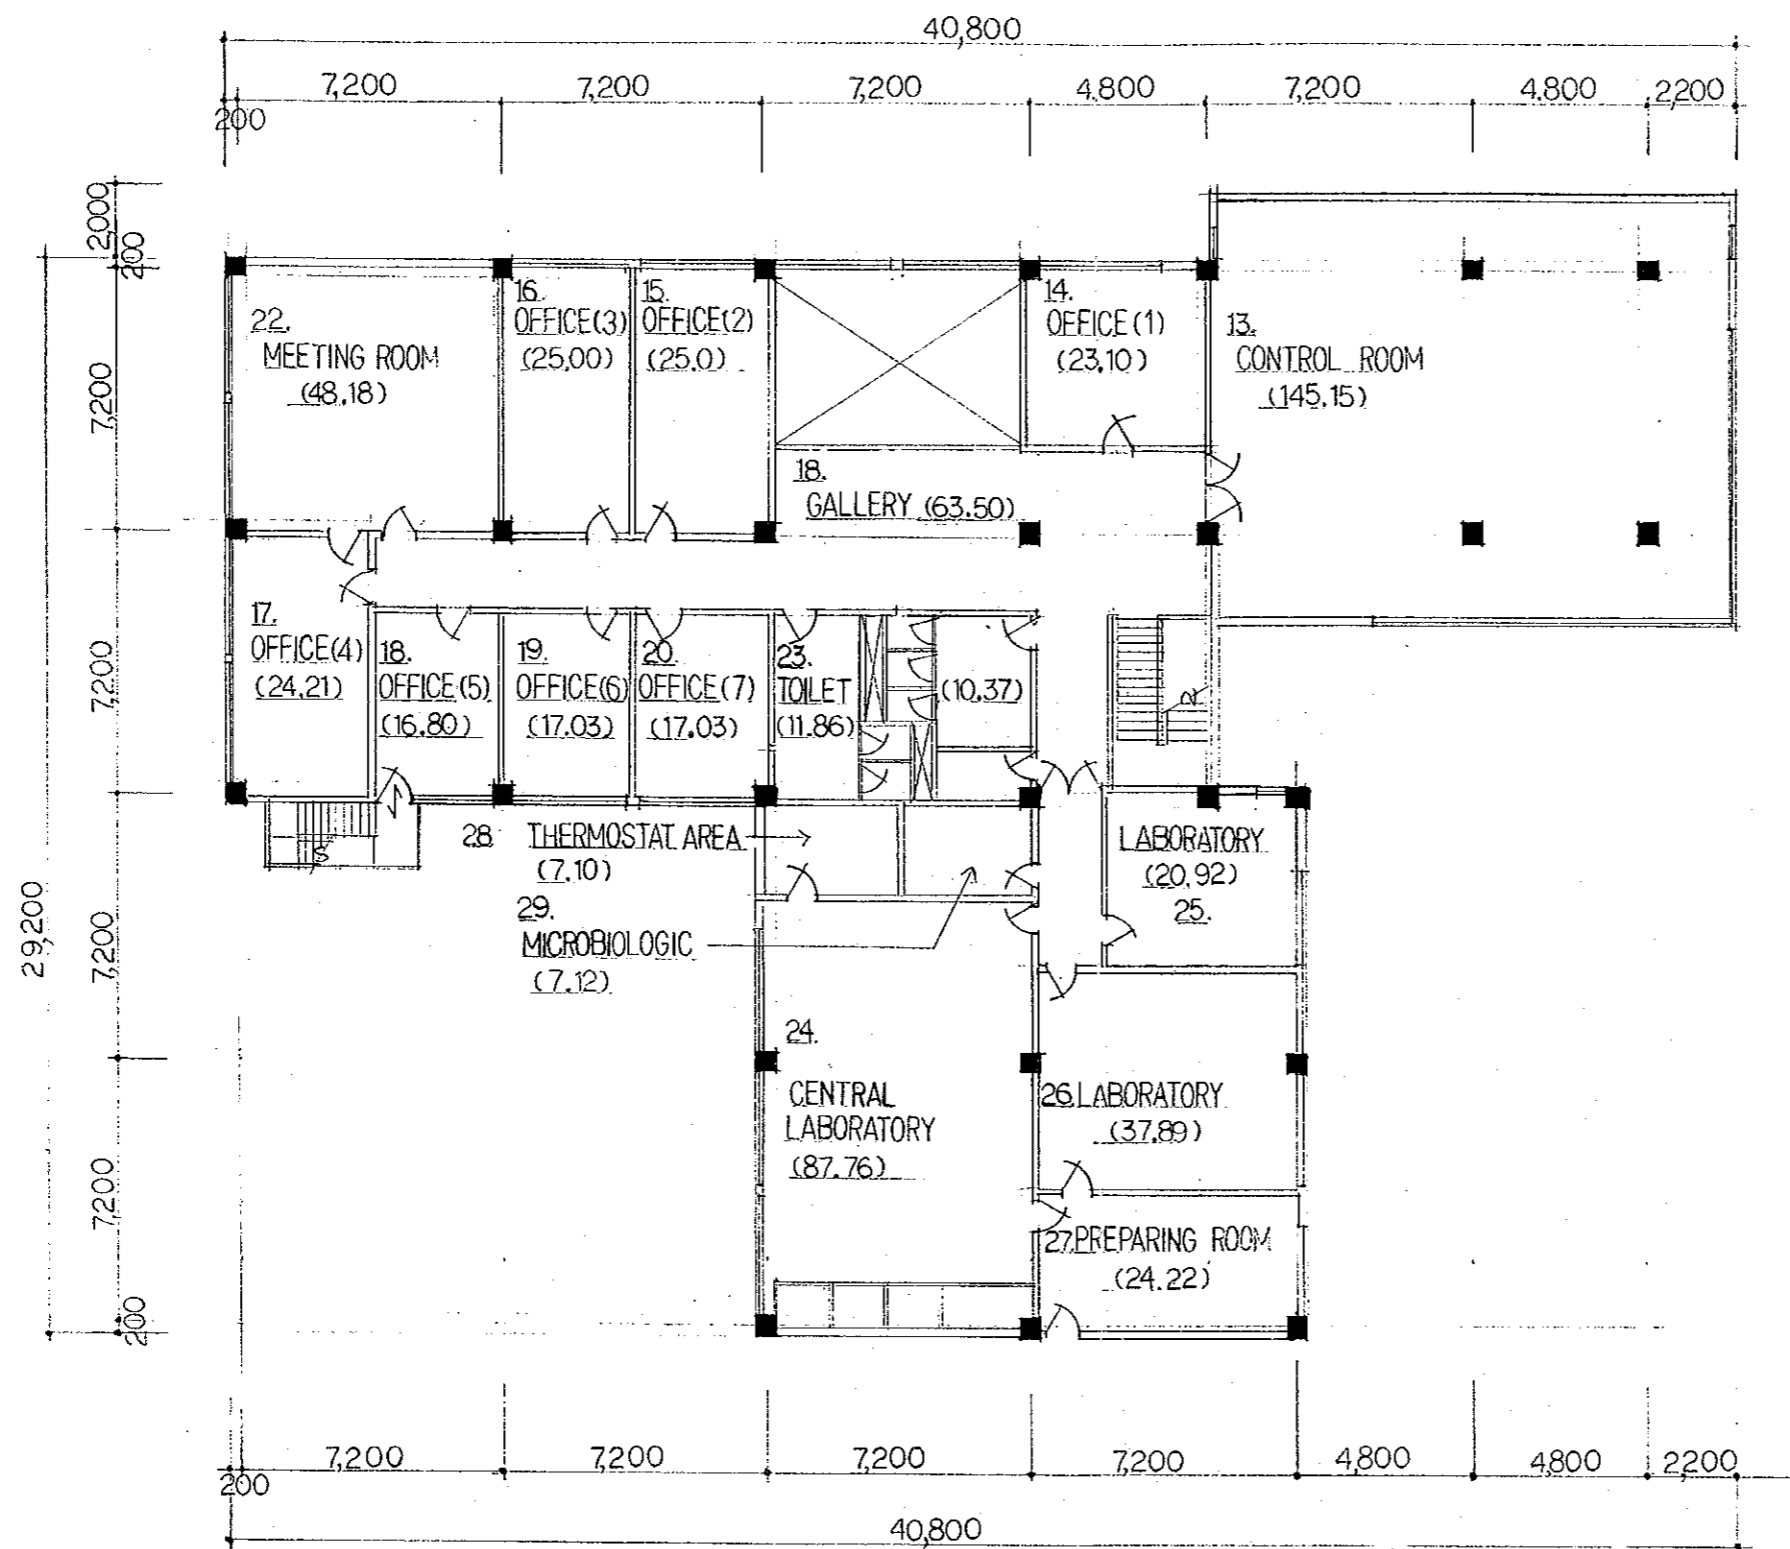 40,800
7,200 7,200 7,200 4,800 7,200 4,800 2,200
200
2,000
200
7,200
7,200
7,200
7,200
200
29,200
22.
MEETING ROOM
(48.18)
16.
OFFICE(3)
(25.00)
15.
OFFICE(2)
(25.0)
14.
OFFICE(1)
(23.10)
13.
CONTROL ROOM
(145.15)
18.
GALLERY (63.50)
17.
OFFICE(4)
(24.21)
18.
OFFICE(5)
(16.80)
19.
OFFICE(6)
(17.03)
20.
OFFICE(7)
(17.03)
23.
TOILET
(11.86)
(10.37)
28. THERMOSTAT AREA
(7.10)
29.
MICROBIOLOGIC
(7.12)
LABORATORY
(20.92)
25.
24.
CENTRAL
LABORATORY
(87.76)
26.LABORATORY
(37.89)
27.PREPARING ROOM
(24.22)
7,200 7,200 7,200 7,200 4,800 4,800 2,200
200
40,800